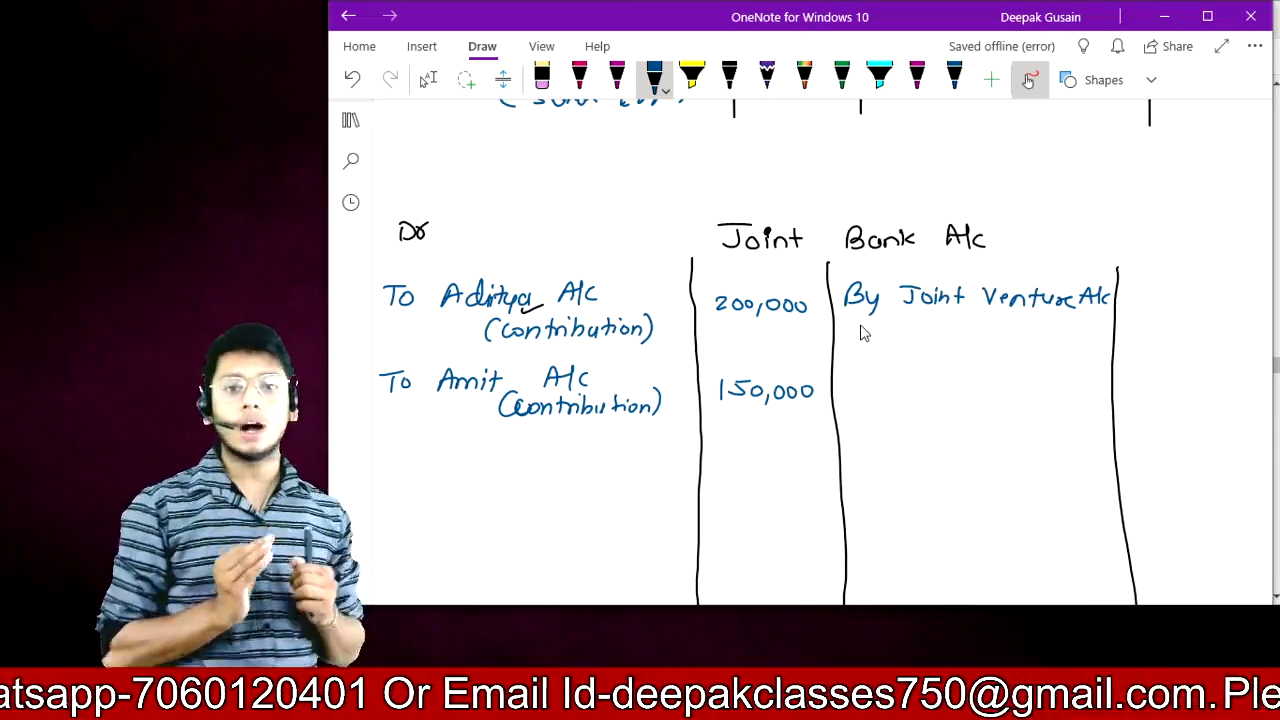 OneNote for Windows 10
Deepak Gusain
Home Insert Draw View Help
Saved offline (error)
Share
Shapes
Dr
Joint Bank A/c
To Aditya A/c 200,000 By Joint Venture A/c
(contribution)
To Amit A/c 150,000
(contribution)
atsapp-7060120401 Or Email Id-deepakclasses750@gmail.com. Ple